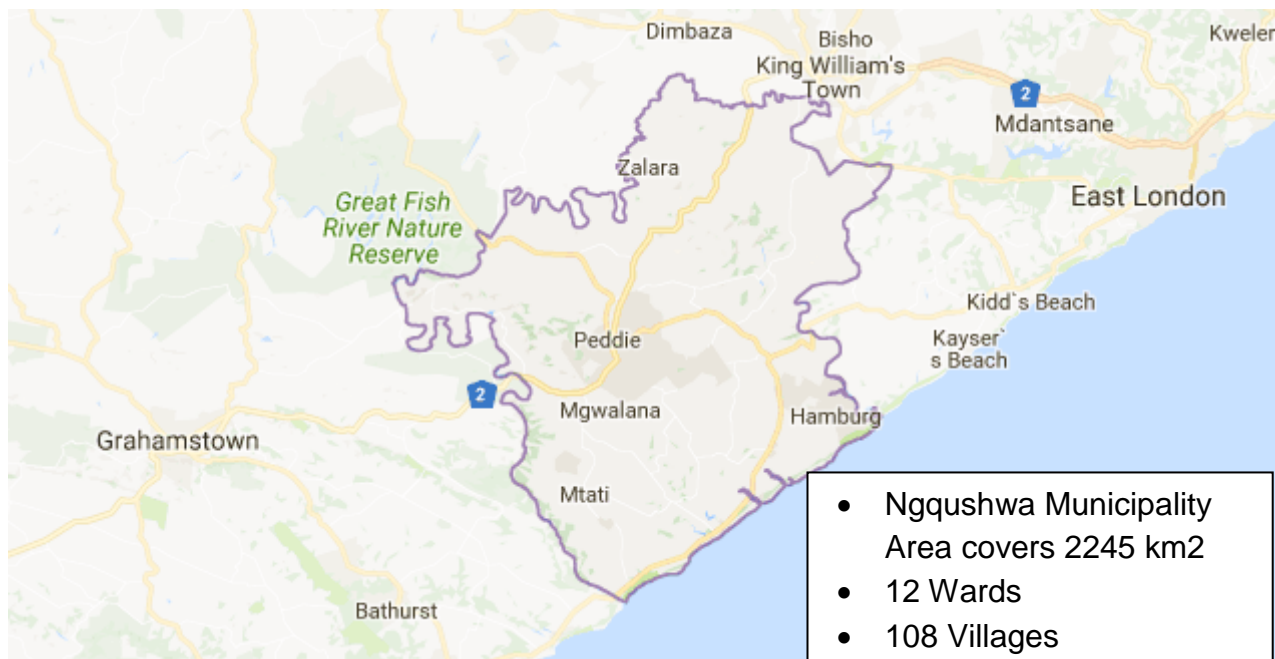 Dimbaza
Bisho
Kweler
King William's
Town
2
Mdantsane
Zalara
East London
Great Fish
River Nature
Reserve
Kidd`s Beach
Peddie
Kayser`
s Beach
2
Mgwalana
Hamburg
Grahamstown
Mtati
Bathurst
• Ngqushwa Municipality
Area covers 2245 km2
• 12 Wards
• 108 Villages